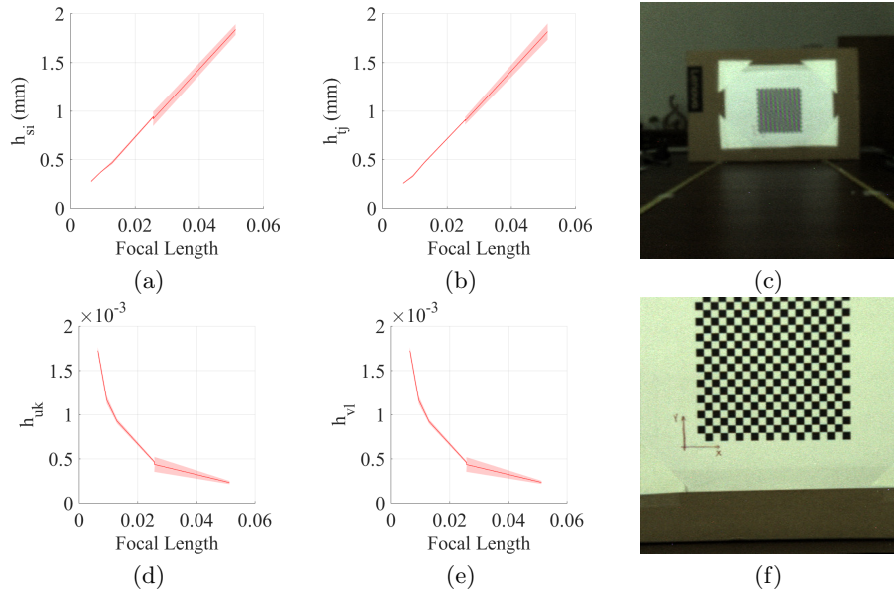 2
1.5
1
0.5
0
h_si (mm)
0 0.02 0.04 0.06
Focal Length
(a)
2
1.5
1
0.5
0
h_tj (mm)
0 0.02 0.04 0.06
Focal Length
(b)
Lenovo
(c)
×10^-3
2
1.5
1
0.5
0
h_uk
0 0.02 0.04 0.06
Focal Length
(d)
×10^-3
2
1.5
1
0.5
0
h_vl
0 0.02 0.04 0.06
Focal Length
(e)
Y
X
(f)